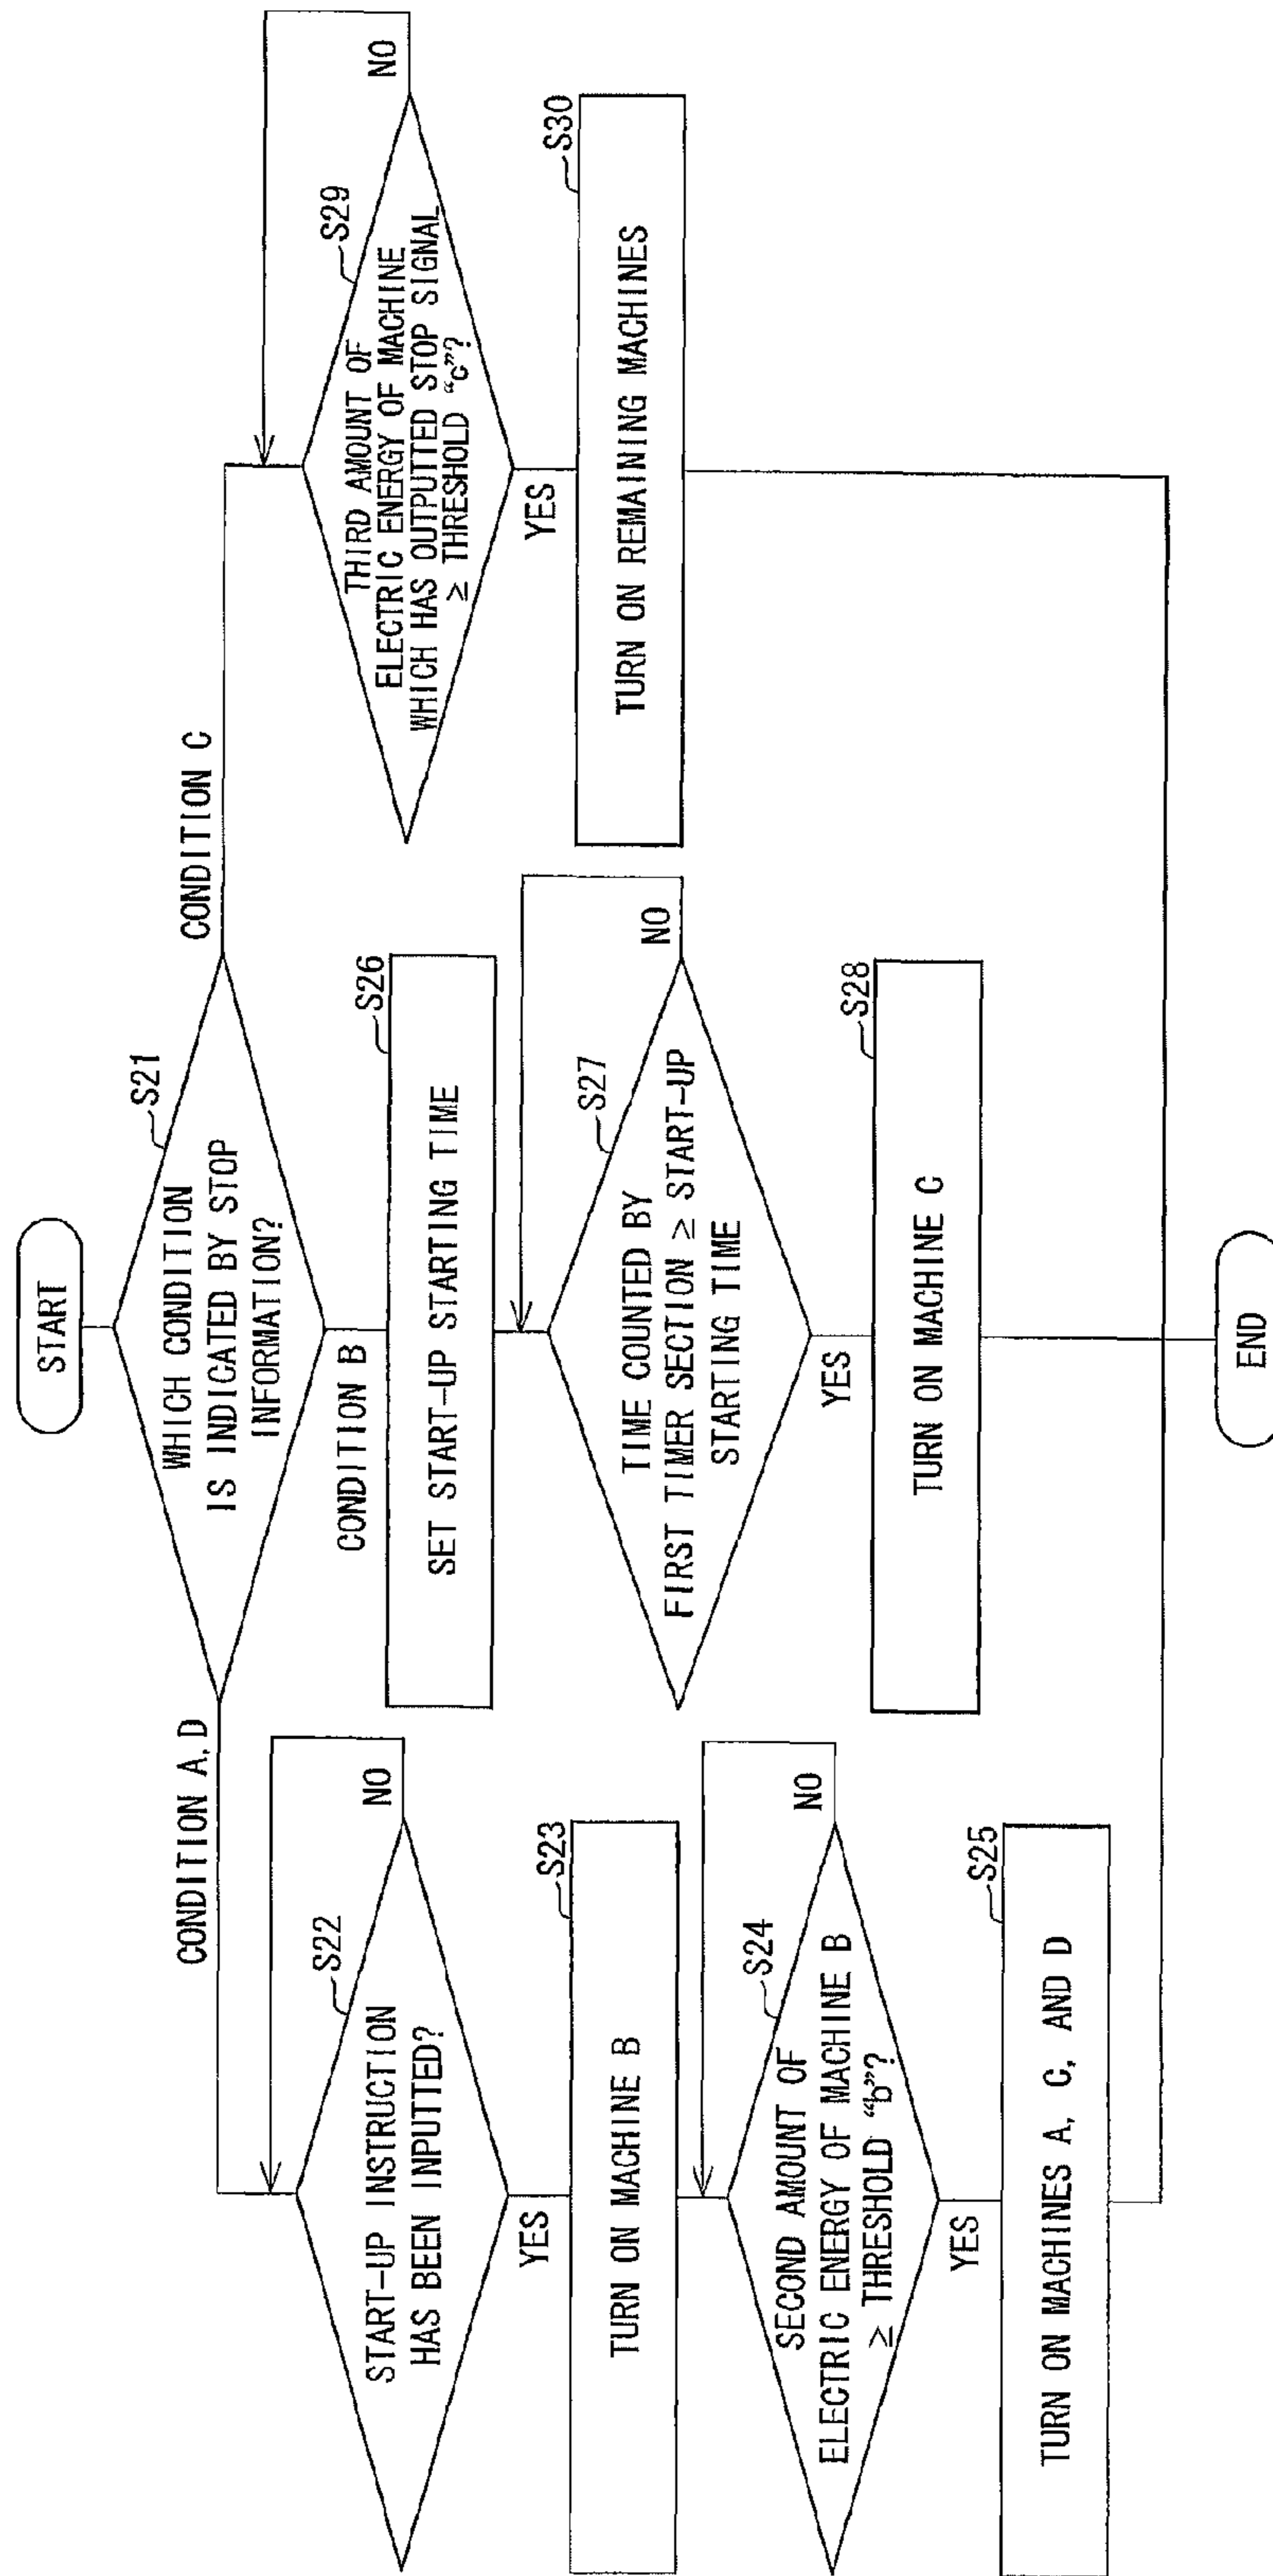 START
S21
WHICH CONDITION
IS INDICATED BY STOP
INFORMATION?
CONDITION A, D
CONDITION B
CONDITION C
S22
START-UP INSTRUCTION
HAS BEEN INPUTTED?
NO
YES
S23
TURN ON MACHINE B
S24
SECOND AMOUNT OF
ELECTRIC ENERGY OF MACHINE B
≥ THRESHOLD “b”?
NO
YES
S25
TURN ON MACHINES A, C, AND D
S26
SET START-UP STARTING TIME
S27
TIME COUNTED BY
FIRST TIMER SECTION ≥ START-UP
STARTING TIME
NO
YES
S28
TURN ON MACHINE C
S29
THIRD AMOUNT OF
ELECTRIC ENERGY OF MACHINE
WHICH HAS OUTPUTTED STOP SIGNAL
≥ THRESHOLD “c”?
NO
YES
S30
TURN ON REMAINING MACHINES
END